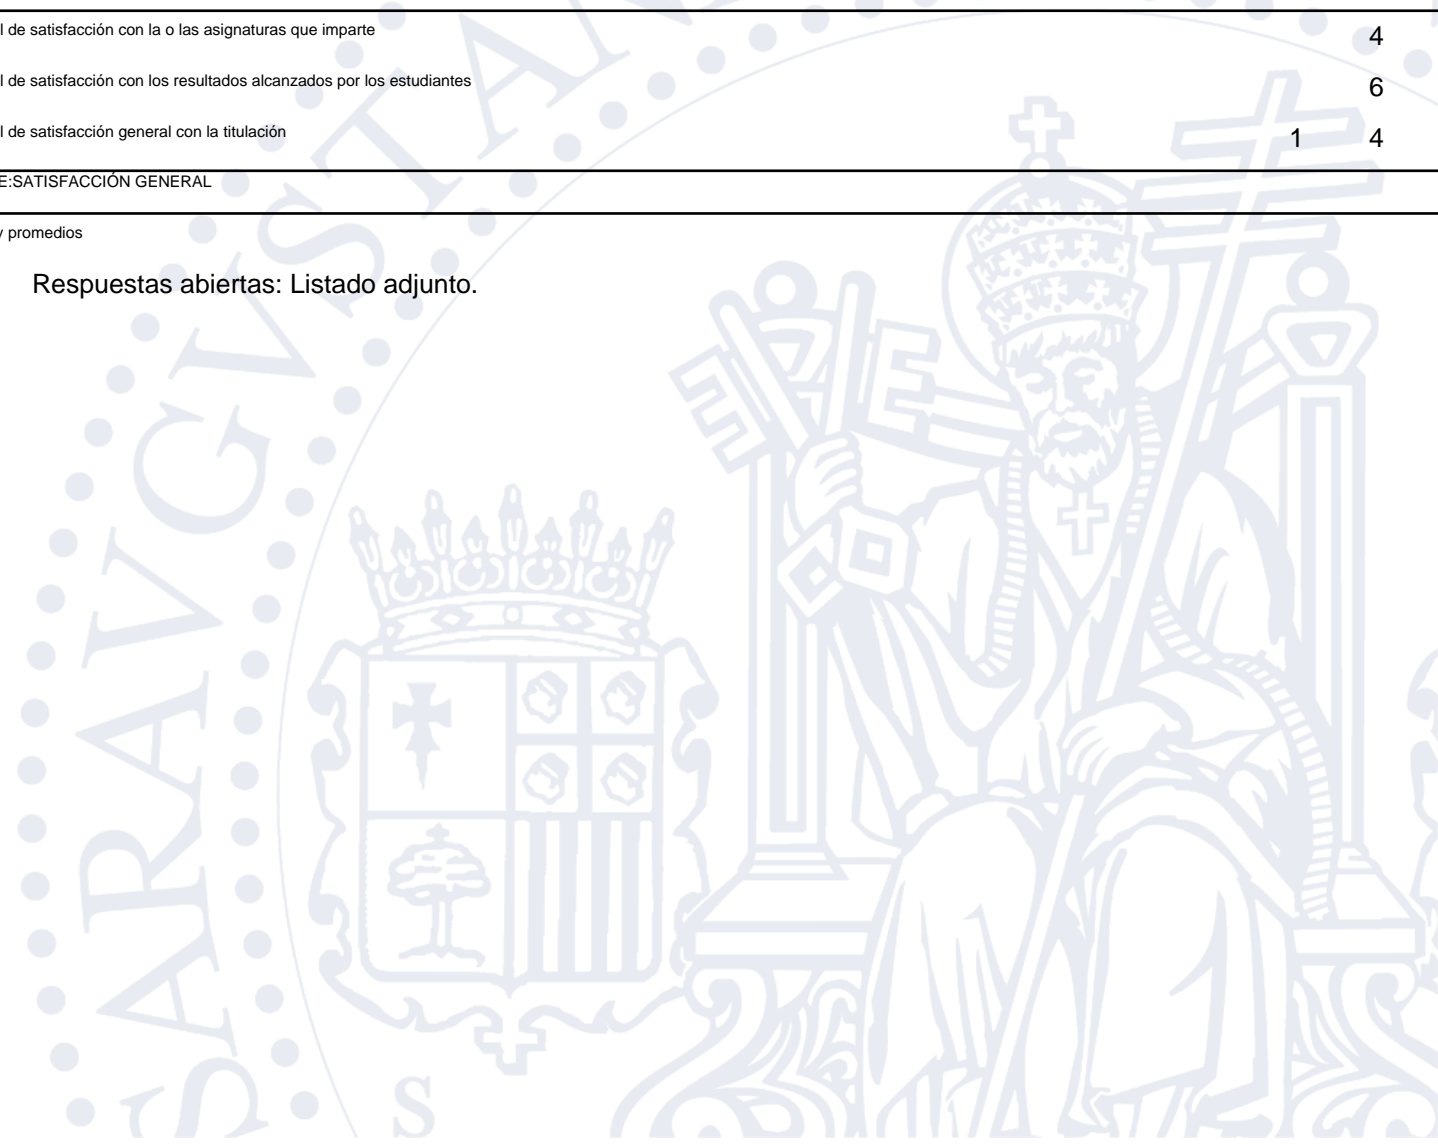 l de satisfacción con la o las asignaturas que imparte 4
l de satisfacción con los resultados alcanzados por los estudiantes 6
l de satisfacción general con la titulación 1 4
E:SATISFACCIÓN GENERAL
y promedios
Respuestas abiertas: Listado adjunto.
SARAVGVSTAN
S